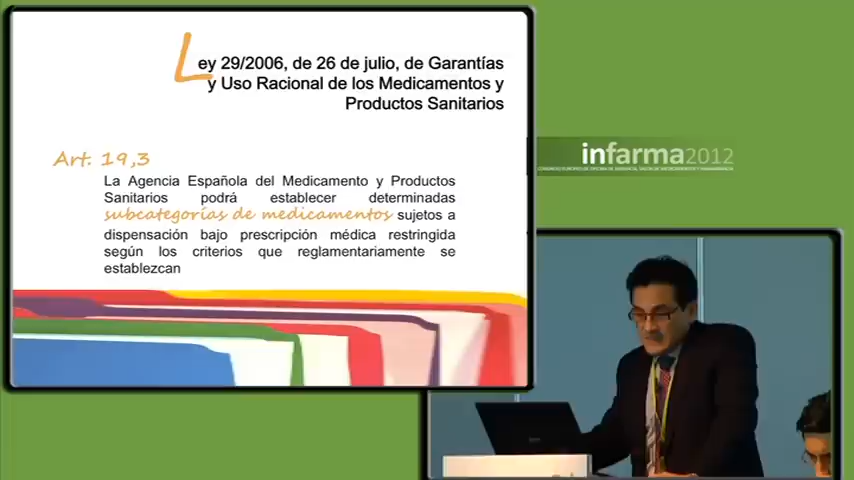 Ley 29/2006, de 26 de julio, de Garantías
y Uso Racional de los Medicamentos y
Productos Sanitarios
Art. 19,3
La Agencia Española del Medicamento y Productos
Sanitarios podrá establecer determinadas
subcategorías de medicamentos sujetos a
dispensación bajo prescripción médica restringida
según los criterios que reglamentariamente se
establezcan
infarma2012